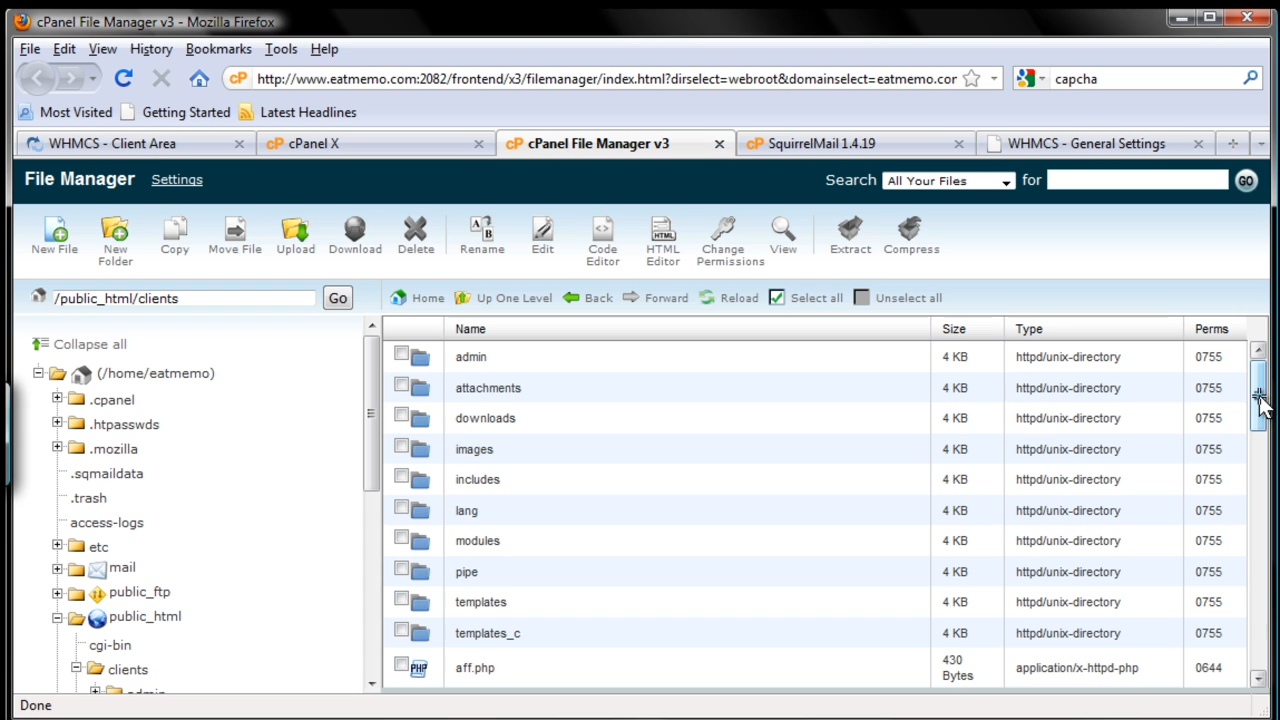 cPanel File Manager v3 - Mozilla Firefox
File Edit View History Bookmarks Tools Help
cP http://www.eatmemo.com:2082/frontend/x3/filemanager/index.html?dirselect=webroot&domainselect=eatmemo.cor capcha
Most Visited Getting Started Latest Headlines
WHMCS - Client Area cP cPanel X cP cPanel File Manager v3 cP SquirrelMail 1.4.19 WHMCS - General Settings
File Manager Settings Search All Your Files for GO
New File New Folder Copy Move File Upload Download Delete Rename Edit Code Editor HTML Editor Change Permissions View Extract Compress
/public_html/clients Go Home Up One Level Back Forward Reload Select all Unselect all
Collapse all
(/home/eatmemo)
.cpanel
.htpasswds
.mozilla
.sqmaildata
.trash
access-logs
etc
mail
public_ftp
public_html
cgi-bin
clients
admin
Name Size Type Perms
admin 4 KB httpd/unix-directory 0755
attachments 4 KB httpd/unix-directory 0755
downloads 4 KB httpd/unix-directory 0755
images 4 KB httpd/unix-directory 0755
includes 4 KB httpd/unix-directory 0755
lang 4 KB httpd/unix-directory 0755
modules 4 KB httpd/unix-directory 0755
pipe 4 KB httpd/unix-directory 0755
templates 4 KB httpd/unix-directory 0755
templates_c 4 KB httpd/unix-directory 0755
PHP aff.php 430 Bytes application/x-httpd-php 0644
Done